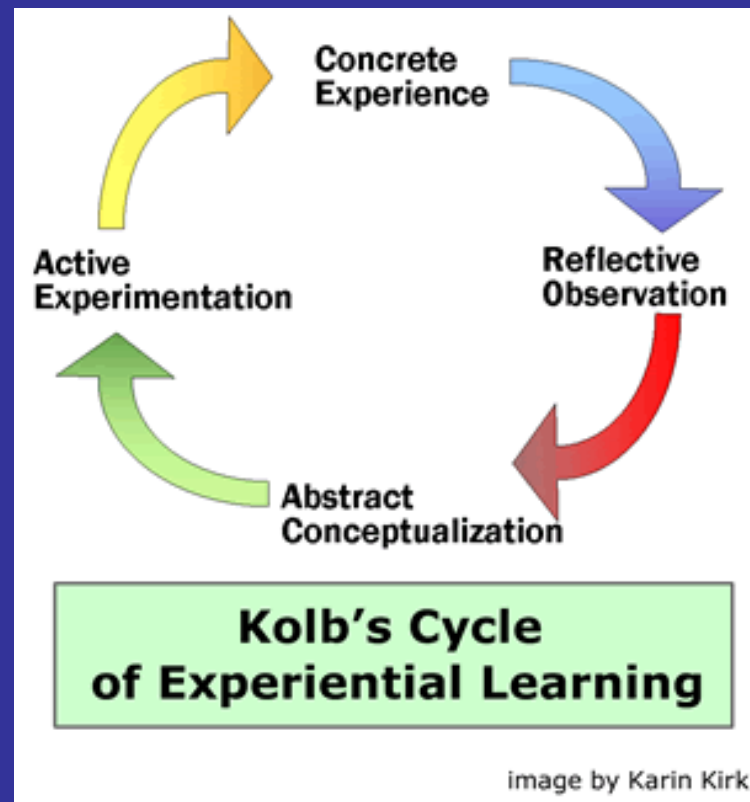 Concrete
Experience
Reflective
Observation
Abstract
Conceptualization
Active
Experimentation
Kolb's Cycle
of Experiential Learning
image by Karin Kirk